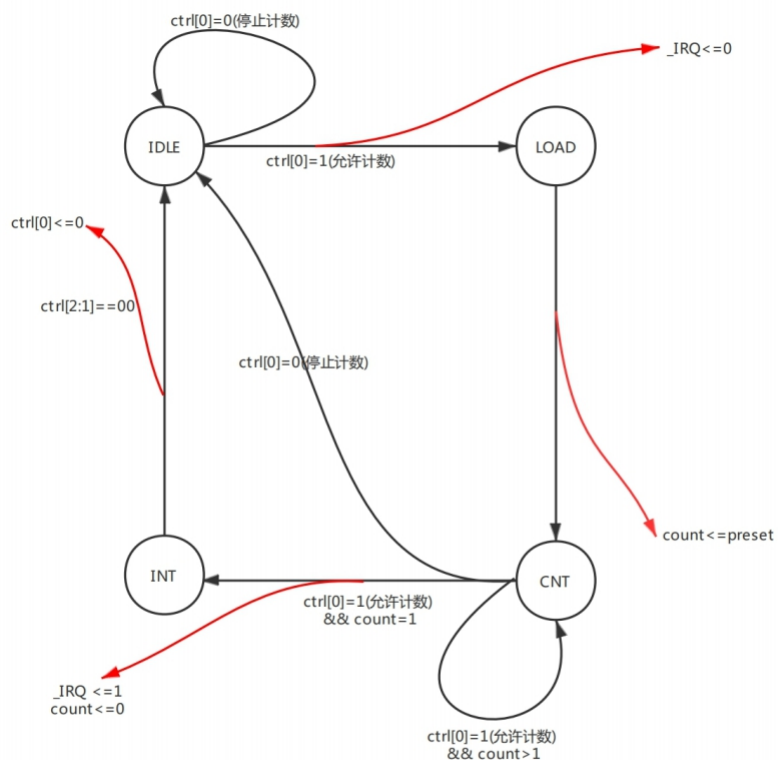 ctrl[0]=0(停止计数)
_IRQ<=0
IDLE
LOAD
ctrl[0]=1(允许计数)
ctrl[0]<=0
ctrl[2:1]==00
ctrl[0]=0(停止计数)
count<=preset
INT
CNT
ctrl[0]=1(允许计数)
&& count=1
_IRQ <=1
count<=0
ctrl[0]=1(允许计数)
&& count>1